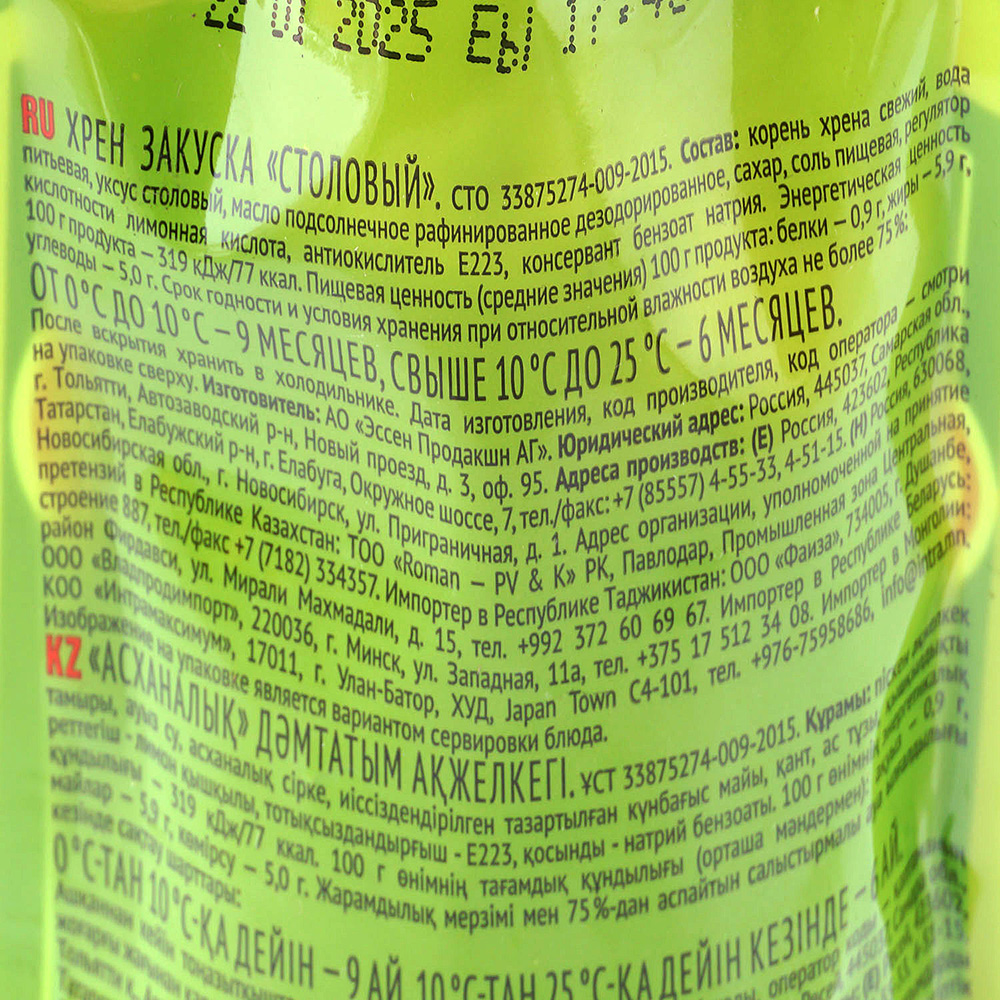 22 01 2025 Еы 17:4
RU ХРЕН ЗАКУСКА «СТОЛОВЫЙ». СТО 33875274-009-2015. Состав: корень хрена свежий, вода
питьевая, уксус столовый, масло подсолнечное рафинированное дезодорированное, сахар, соль пищевая, регулятор
кислотности лимонная кислота, антиокислитель Е223, консервант бензоат натрия. Энергетическая ценность
100 г продукта – 319 кДж/77 ккал. Пищевая ценность (средние значения) 100 г продукта: белки – 0,9 г, жиры – 5,9 г,
углеводы – 5,0 г. Срок годности и условия хранения при относительной влажности воздуха не более 75%:
ОТ 0°С ДО 10°С – 9 МЕСЯЦЕВ, СВЫШЕ 10°С ДО 25°С – 6 МЕСЯЦЕВ.
После вскрытия хранить в холодильнике. Дата изготовления, код производителя, код оператора – смотри
на упаковке сверху. Изготовитель: АО «Эссен Продакшн АГ». Юридический адрес: Россия, 445037, Самарская обл.,
г. Тольятти, Автозаводский р-н, Новый проезд, д. 3, оф. 95. Адреса производств: (Е) Россия, 423602, Республика
Татарстан, Елабужский р-н, г. Елабуга, Окружное шоссе, 7, тел./факс: +7 (85557) 4-55-33, 4-51-15. (Н) Россия, 630068,
Новосибирская обл., г. Новосибирск, ул. Приграничная, д. 1. Адрес организации, уполномоченной на принятие
претензий в Республике Казахстан: ТОО «Roman – PV & K» РК, Павлодар, Промышленная зона Центральная,
строение 887, тел./факс +7 (7182) 334357. Импортер в Республике Таджикистан: ООО «Фаиза», 734005, г. Душанбе,
район Фирдавси, ул. Мирали Махмадали, д. 15, тел. +992 372 60 69 67. Импортер в Республике Беларусь:
ООО «Владпродимпорт», 220036, г. Минск, ул. Западная, 11а, тел. +375 17 512 34 08. Импортер в Монголии:
КОО «Интрамаксимум», 17011, г. Улан-Батор, ХУД, Japan Town C4-101, тел. +976-75958686, info@intra.mn.
Изображение на упаковке является вариантом сервировки блюда.
KZ «АСХАНАЛЫҚ» ДӘМТАТЫМ АҚЖЕЛКЕГІ. ҰСТ 33875274-009-2015. Құрамы: піскен
тамыры, ауыз су, асханалық сірке, иіссіздендірілген тазартылған күнбағыс майы, қант, ас тұзы,
реттегіш - лимон қышқылы, тотықсыздандырғыш - Е223, қосынды - натрий бензоаты. 100 г өнімнің энергетикалық
құндылығы – 319 кДж/77 ккал. 100 г өнімнің тағамдық құндылығы (орташа мәндермен): – 0,9 г,
майлар – 5,9 г, көмірсу – 5,0 г. Жарамдылық мерзімі мен 75%-дан аспайтын салыстырмалы
кезінде сақтау шарттары:
0°С-ТАН 10°С-ҚА ДЕЙІН – 9 АЙ, 10°С-ТАН 25°С-ҚА ДЕЙІН КЕЗІНДЕ – 6 АЙ.
Ашқаннан кейін
жоғарғы
Тольятти қ.,